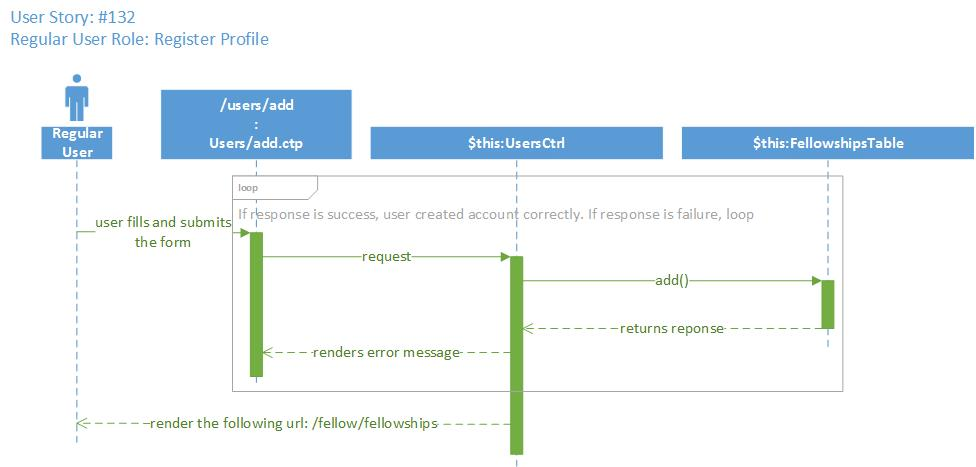 User Story: #132
Regular User Role: Register Profile
Regular
User
/users/add
:
Users/add.ctp
$this:UsersCtrl
$this:FellowshipsTable
loop
If response is success, user created account correctly. If response is failure, loop
user fills and submits
the form
request
add()
returns reponse
renders error message
render the following url: /fellow/fellowships